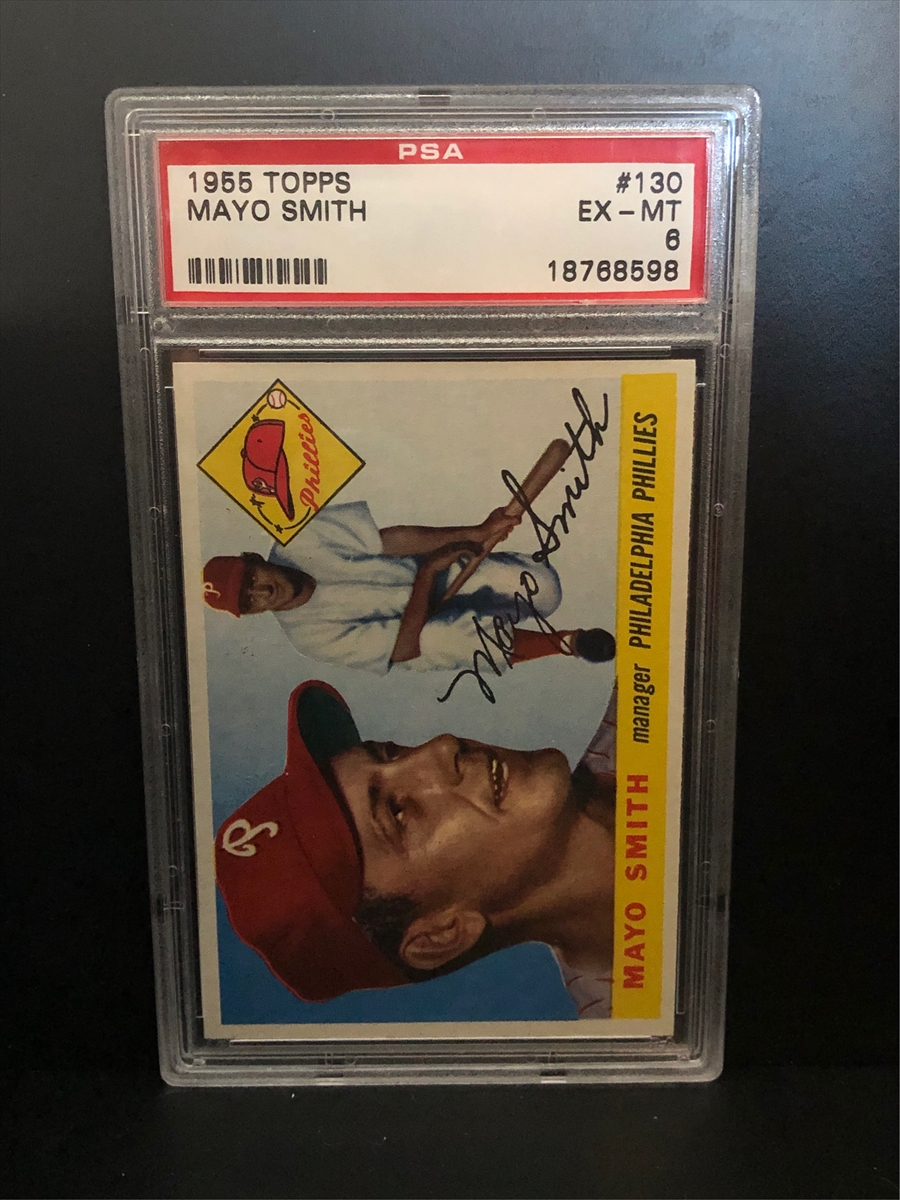 PSA
1955 TOPPS #130
MAYO SMITH EX - MT
6
18768598
Phillies
P
P
Mayo Smith
MAYO SMITH manager PHILADELPHIA PHILLIES